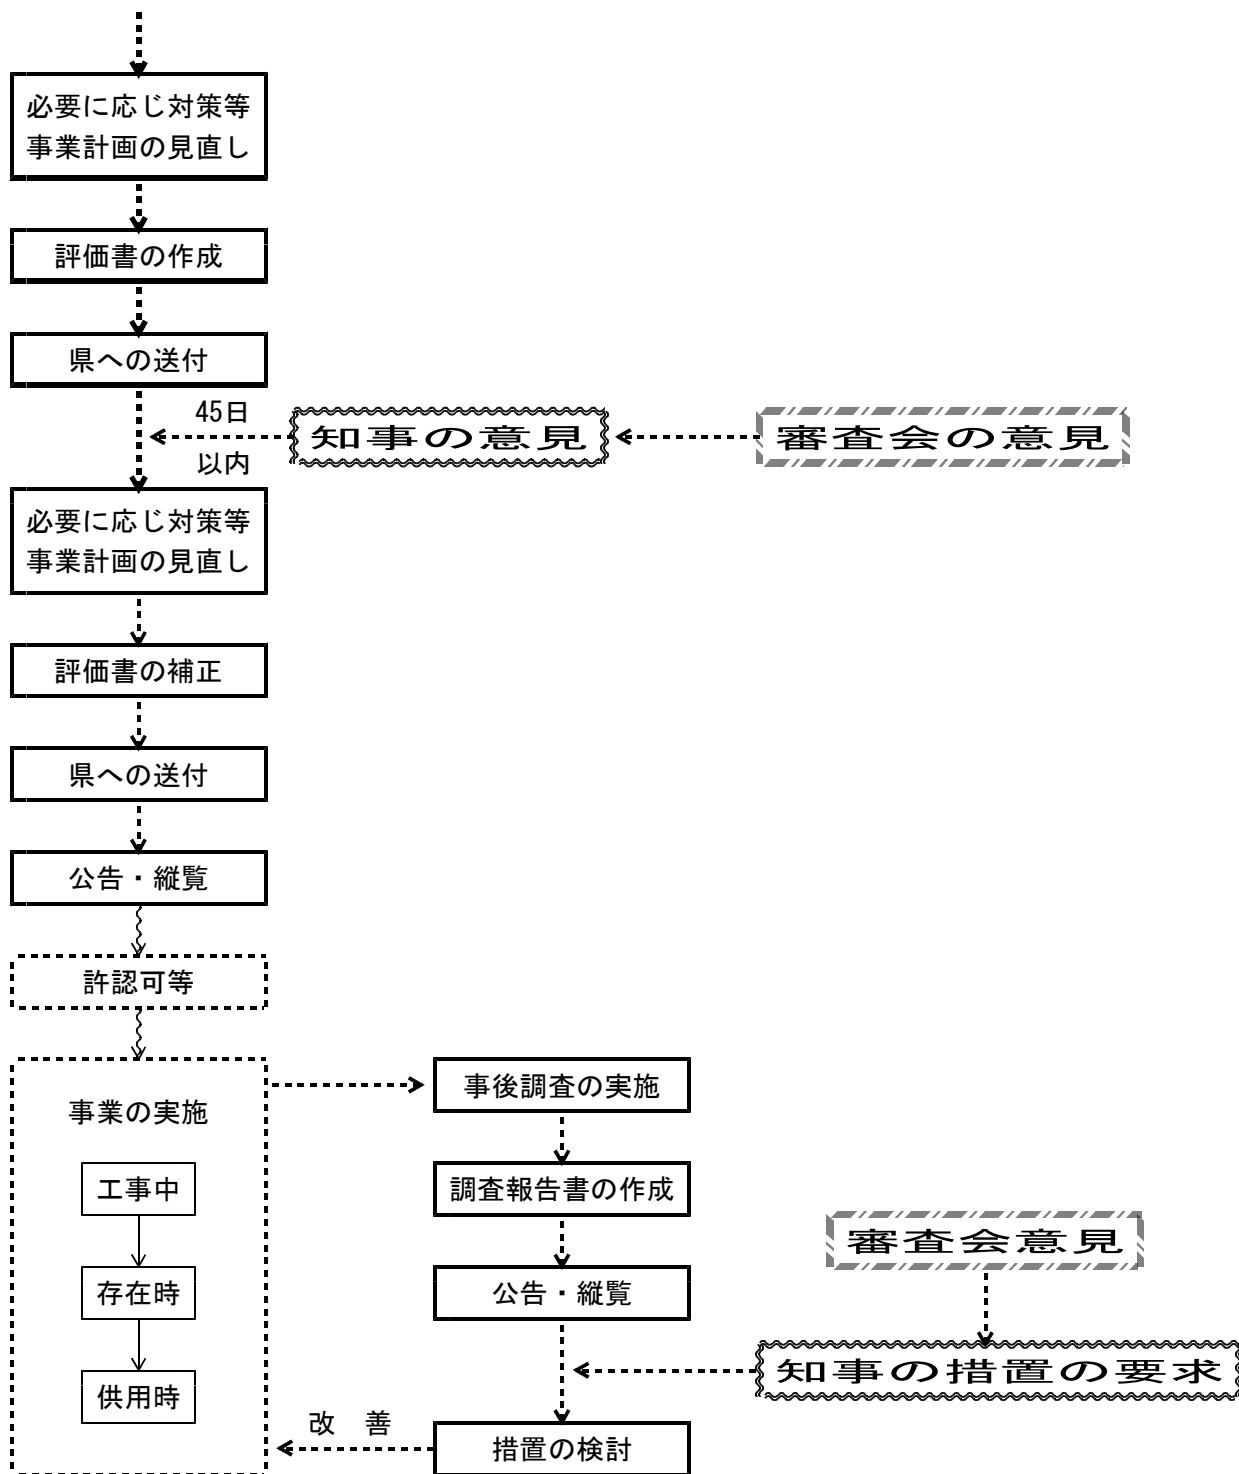 必要に応じ対策等
事業計画の見直し
評価書の作成
県への送付
45日
以内
知事の意見
審査会の意見
必要に応じ対策等
事業計画の見直し
評価書の補正
県への送付
公告・縦覧
許認可等
事業の実施
工事中
存在時
供用時
事後調査の実施
調査報告書の作成
公告・縦覧
審査会意見
知事の措置の要求
改　善
措置の検討